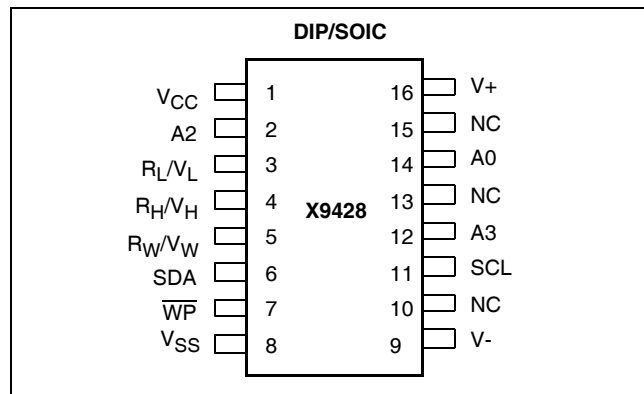 DIP/SOIC
VCC 1 16 V+
A2 2 15 NC
RL/VL 3 14 A0
RH/VH 4 13 NC
X9428
RW/VW 5 12 A3
SDA 6 11 SCL
W̅P̅ 7 10 NC
VSS 8 9 V-